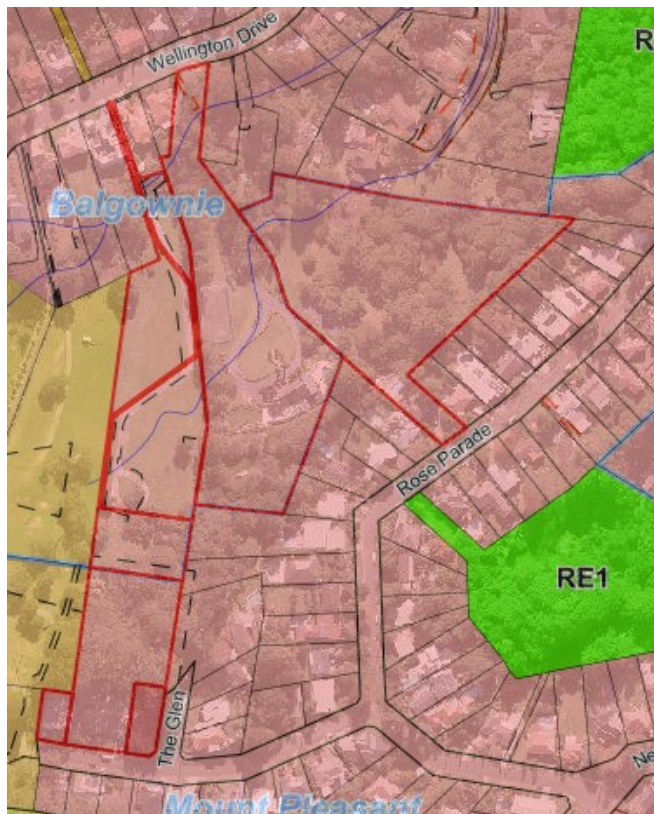 Wellington Drive
R
Balgownie
Rose Parade
RE1
The Glen
Ne
Mount Pleasant